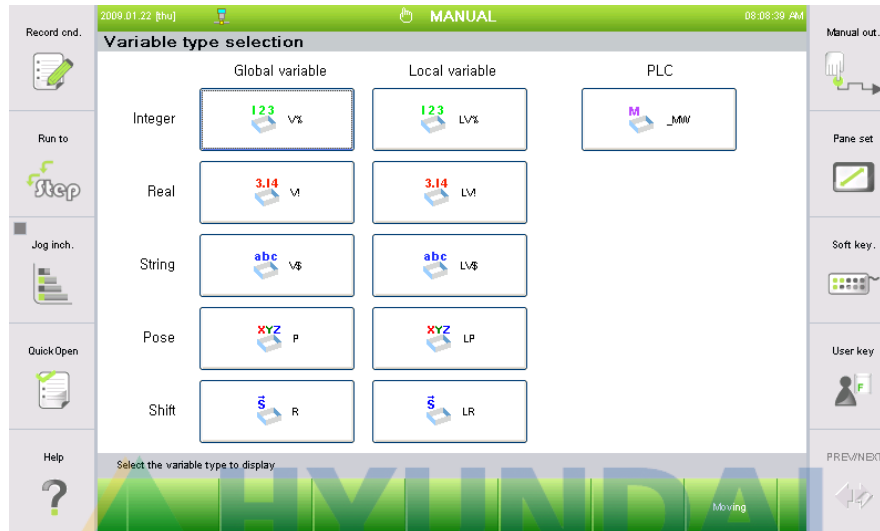 Record cnd.
Run to
Step
Jog inch.
Quick Open
Help
?
2009.01.22 [thu]
MANUAL
08:08:39 AM
Variable type selection
Global variable Local variable PLC
Integer 123 V% 123 LV% M _MW
Real 3.14 V! 3.14 LV!
String abc V$ abc LV$
Pose XYZ P XYZ LP
Shift S R S LR
Select the variable type to display
Moving
HYUNDAI
Manual out.
Pane set
Soft key.
User key
F
PREV/NEXT